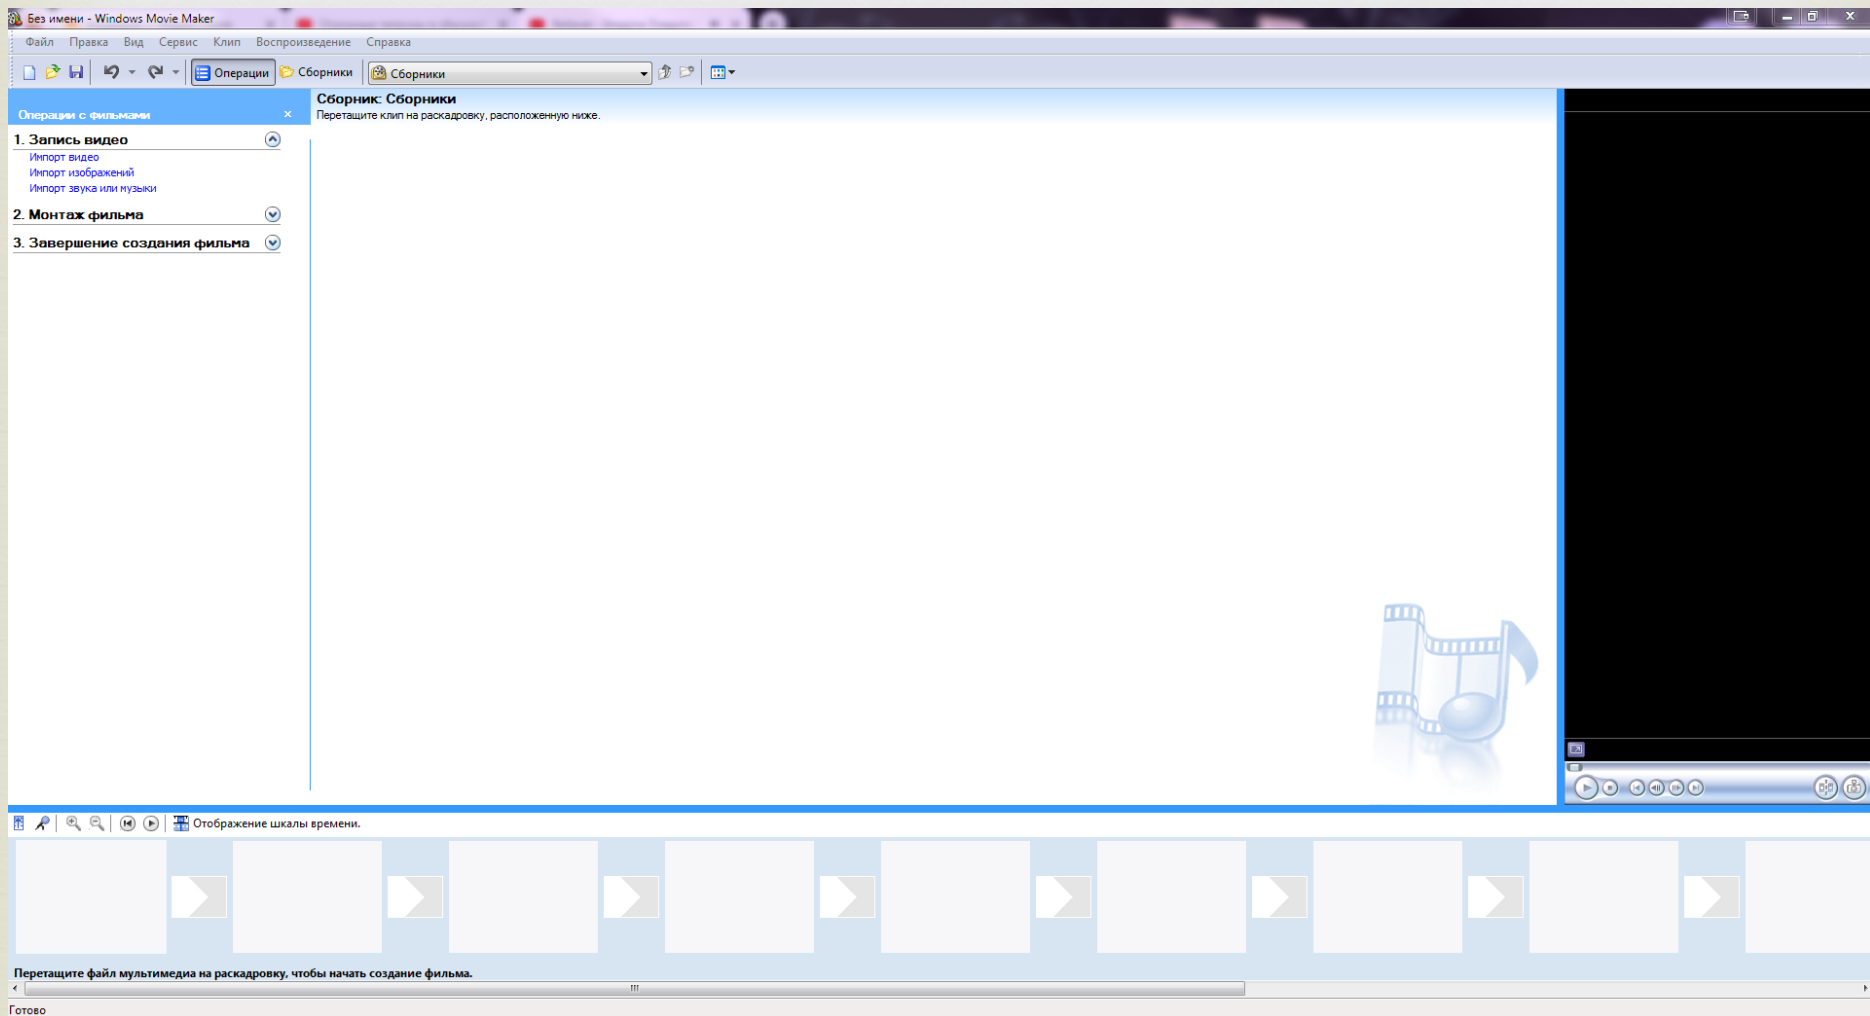 Без имени - Windows Movie Maker
Файл Правка Вид Сервис Клип Воспроизведение Справка
Операции Сборники Сборники
Операции с фильмами
Сборник: Сборники
Перетащите клип на раскадровку, расположенную ниже.
1. Запись видео
Импорт видео
Импорт изображений
Импорт звука или музыки
2. Монтаж фильма
3. Завершение создания фильма
Отображение шкалы времени.
Перетащите файл мультимедиа на раскадровку, чтобы начать создание фильма.
Готово